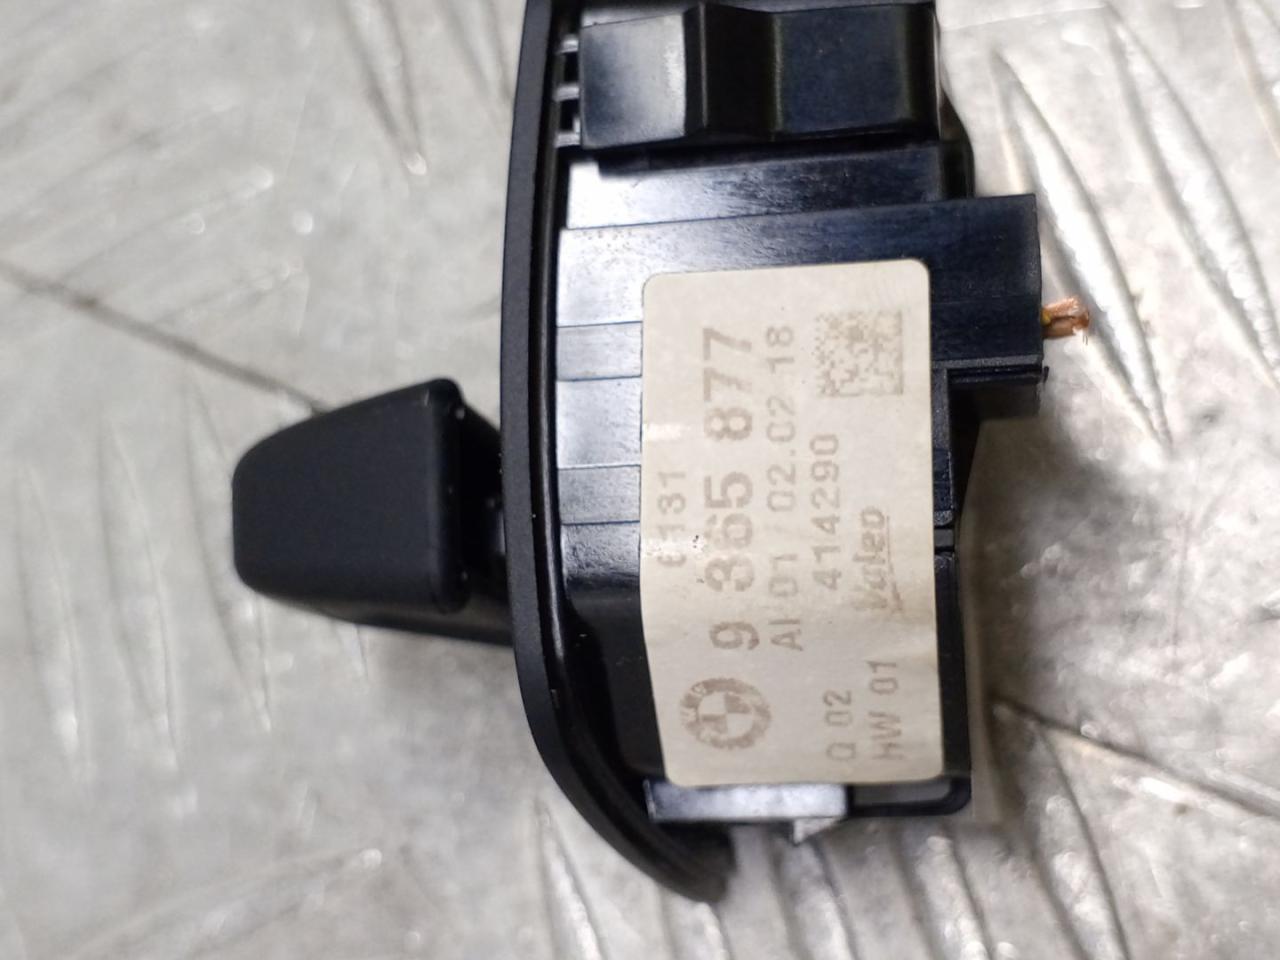 6131
9 365 877
AI 01 / 02.02.18
414290
Valeo
Q 02
HW 01